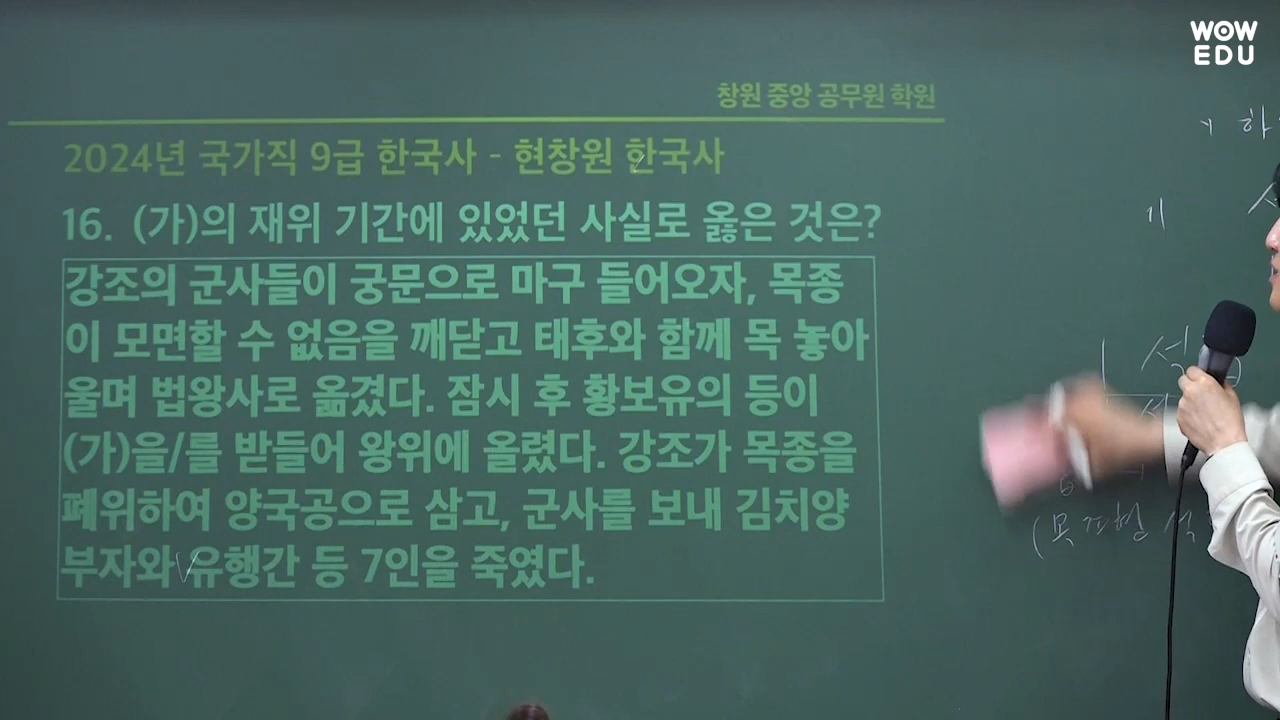 WOW
EDU
창원 중앙 공무원 학원
2024년 국가직 9급 한국사 - 현창원 한국사
16. (가)의 재위 기간에 있었던 사실로 옳은 것은?
강조의 군사들이 궁문으로 마구 들어오자, 목종
이 모면할 수 없음을 깨닫고 태후와 함께 목 놓아
울며 법왕사로 옮겼다. 잠시 후 황보유의 등이
(가)을/를 받들어 왕위에 올렸다. 강조가 목종을
폐위하여 양국공으로 삼고, 군사를 보내 김치양
부자와 유행간 등 7인을 죽였다.